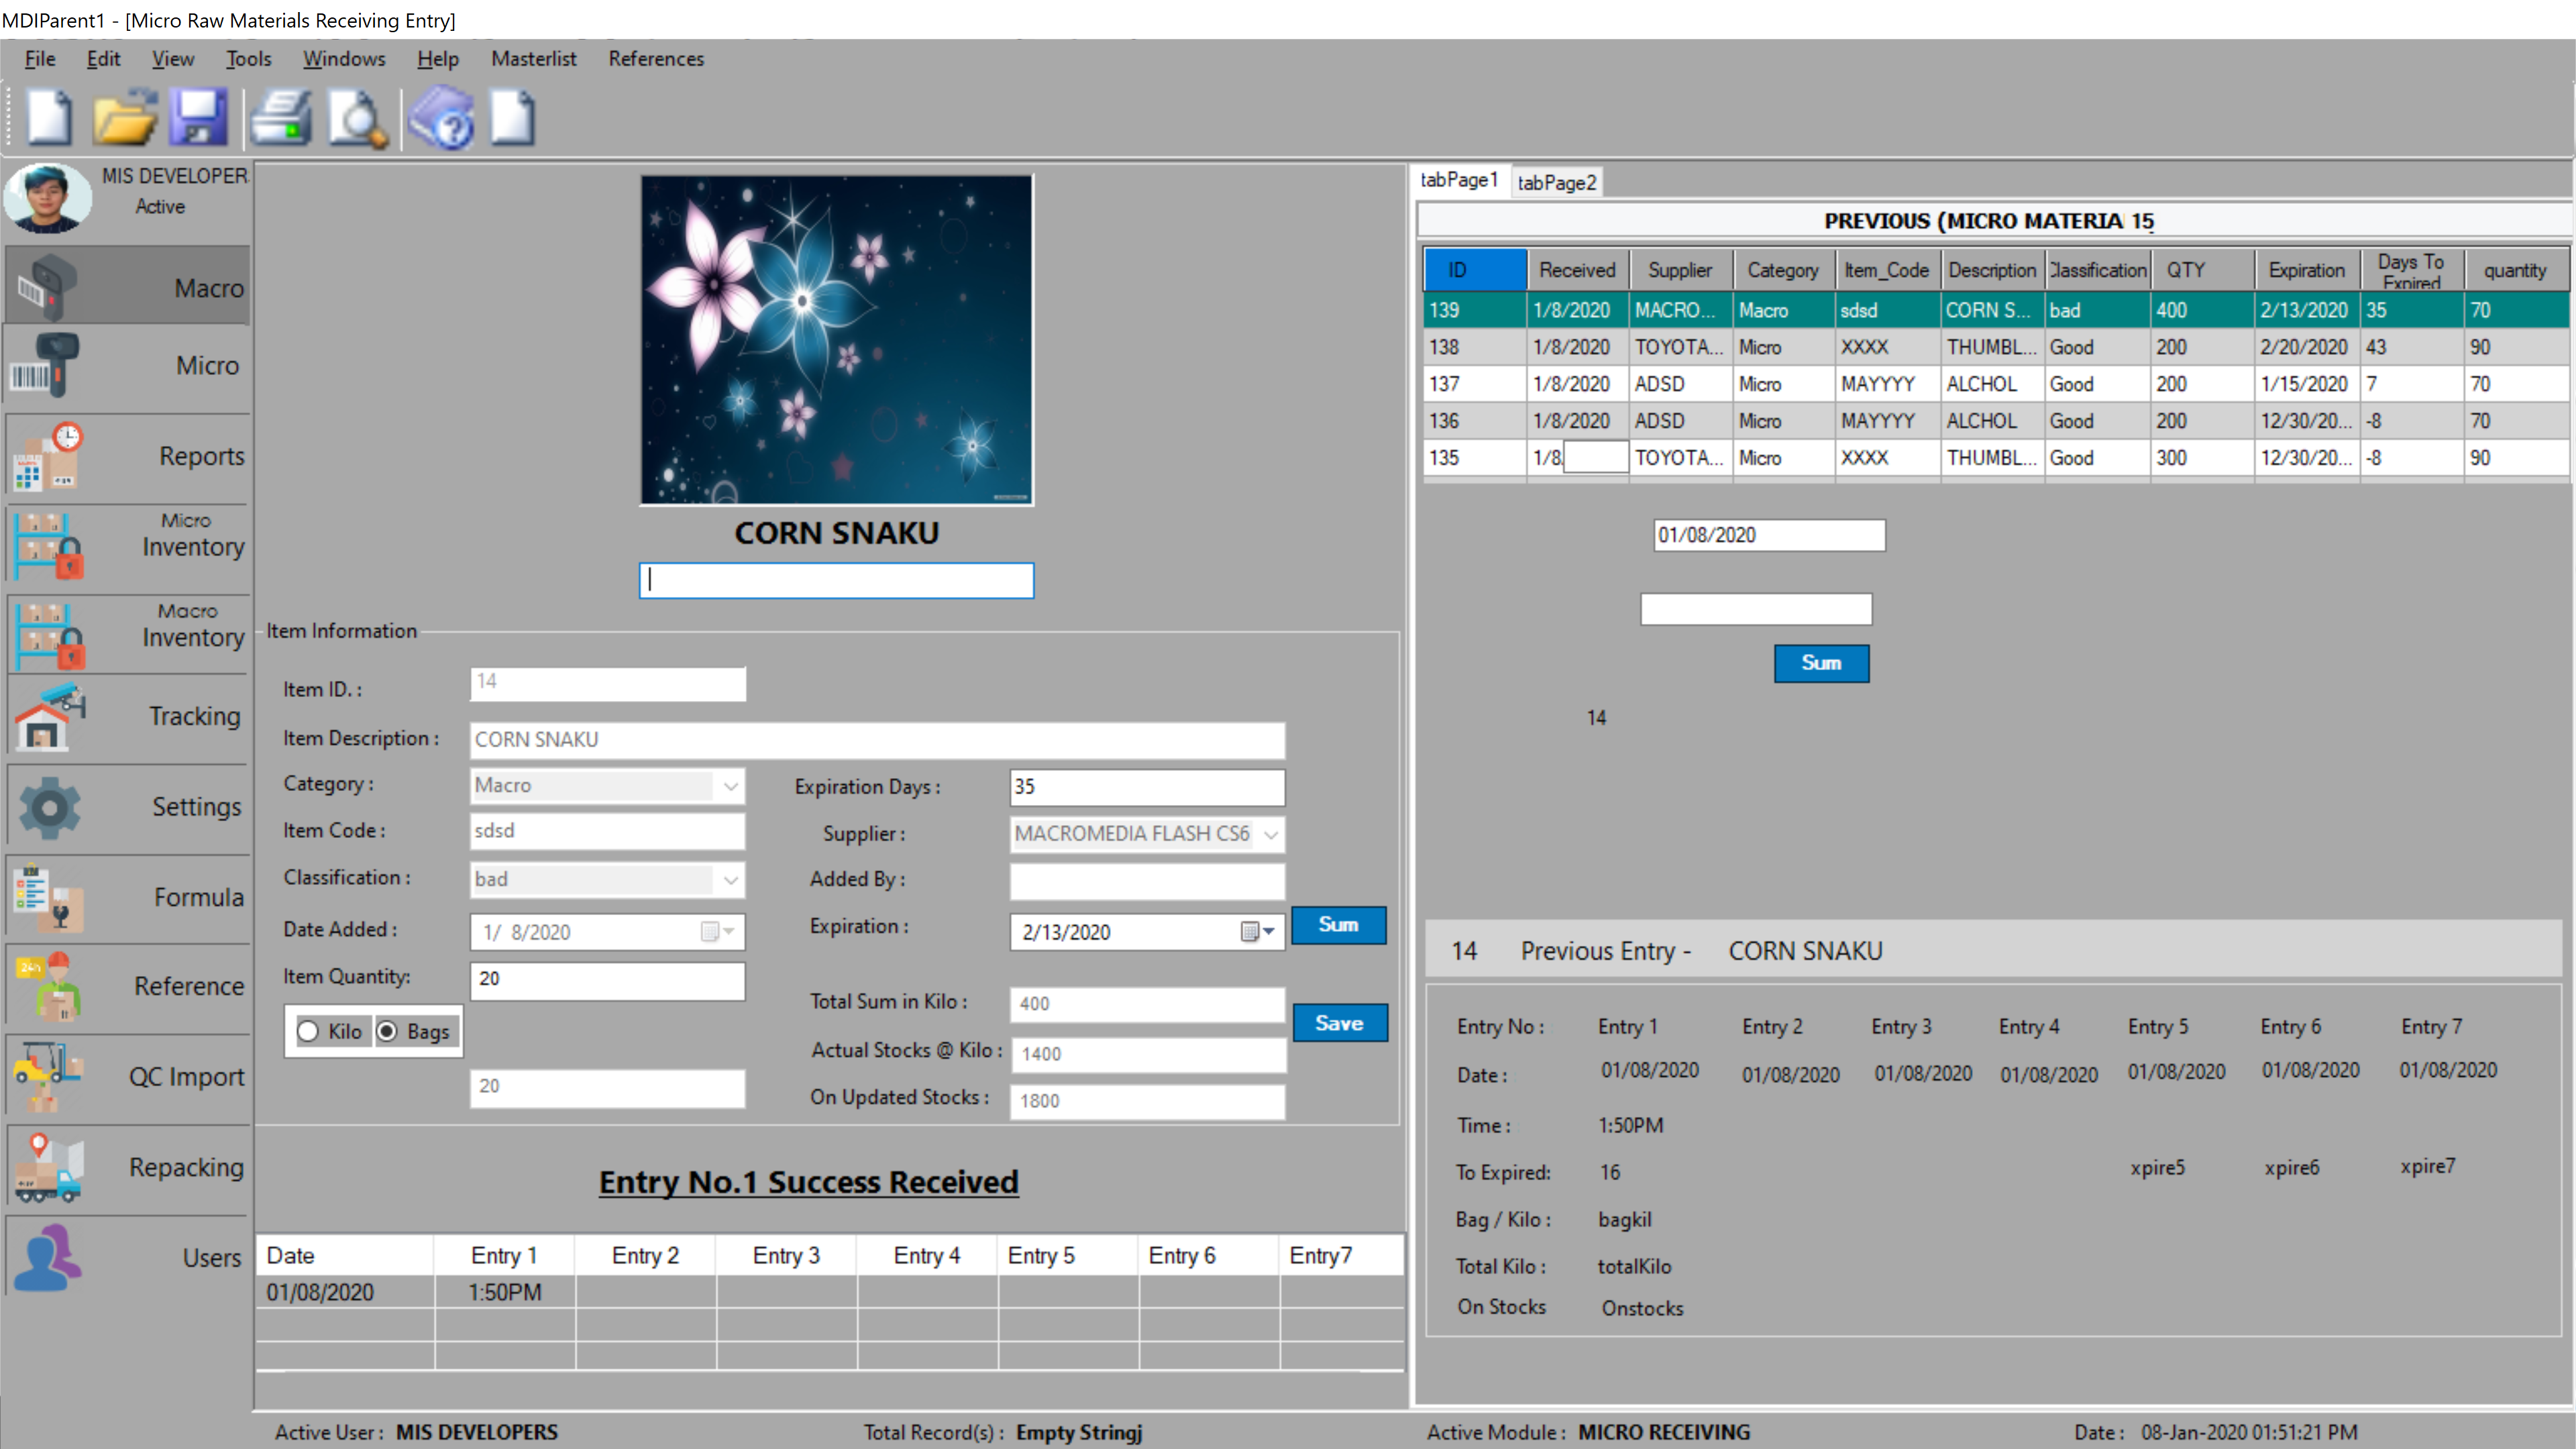 MDIParent1 - [Micro Raw Materials Receiving Entry]
File Edit View Tools Windows Help Masterlist References
MIS DEVELOPER
Active
Macro
Micro
Reports
Micro
Inventory
Macro
Inventory
Tracking
Settings
Formula
Reference
QC Import
Repacking
Users
CORN SNAKU
Item Information
Item ID. : 14
Item Description : CORN SNAKU
Category : Macro
Expiration Days : 35
Item Code : sdsd
Supplier : MACROMEDIA FLASH CS6
Classification : bad
Added By :
Date Added : 1/ 8/2020
Expiration : 2/13/2020 Sum
Item Quantity: 20
Total Sum in Kilo : 400 Save
Kilo Bags
Actual Stocks @ Kilo : 1400
20
On Updated Stocks : 1800
Entry No.1 Success Received
Date Entry 1 Entry 2 Entry 3 Entry 4 Entry 5 Entry 6 Entry7
01/08/2020 1:50PM
tabPage1 tabPage2
PREVIOUS (MICRO MATERIA 15
ID Received Supplier Category Item_Code Description lassification QTY Expiration Days To Expired quantity
139 1/8/2020 MACRO... Macro sdsd CORN S... bad 400 2/13/2020 35 70
138 1/8/2020 TOYOTA... Micro XXXX THUMBL... Good 200 2/20/2020 43 90
137 1/8/2020 ADSD Micro MAYYYY ALCHOL Good 200 1/15/2020 7 70
136 1/8/2020 ADSD Micro MAYYYY ALCHOL Good 200 12/30/20... -8 70
135 1/8 TOYOTA... Micro XXXX THUMBL... Good 300 12/30/20... -8 90
01/08/2020
Sum
14
14 Previous Entry - CORN SNAKU
Entry No : Entry 1 Entry 2 Entry 3 Entry 4 Entry 5 Entry 6 Entry 7
Date : 01/08/2020 01/08/2020 01/08/2020 01/08/2020 01/08/2020 01/08/2020 01/08/2020
Time : 1:50PM
To Expired: 16 xpire5 xpire6 xpire7
Bag / Kilo : bagkil
Total Kilo : totalKilo
On Stocks Onstocks
Active User : MIS DEVELOPERS Total Record(s) : Empty Stringj Active Module : MICRO RECEIVING Date : 08-Jan-2020 01:51:21 PM